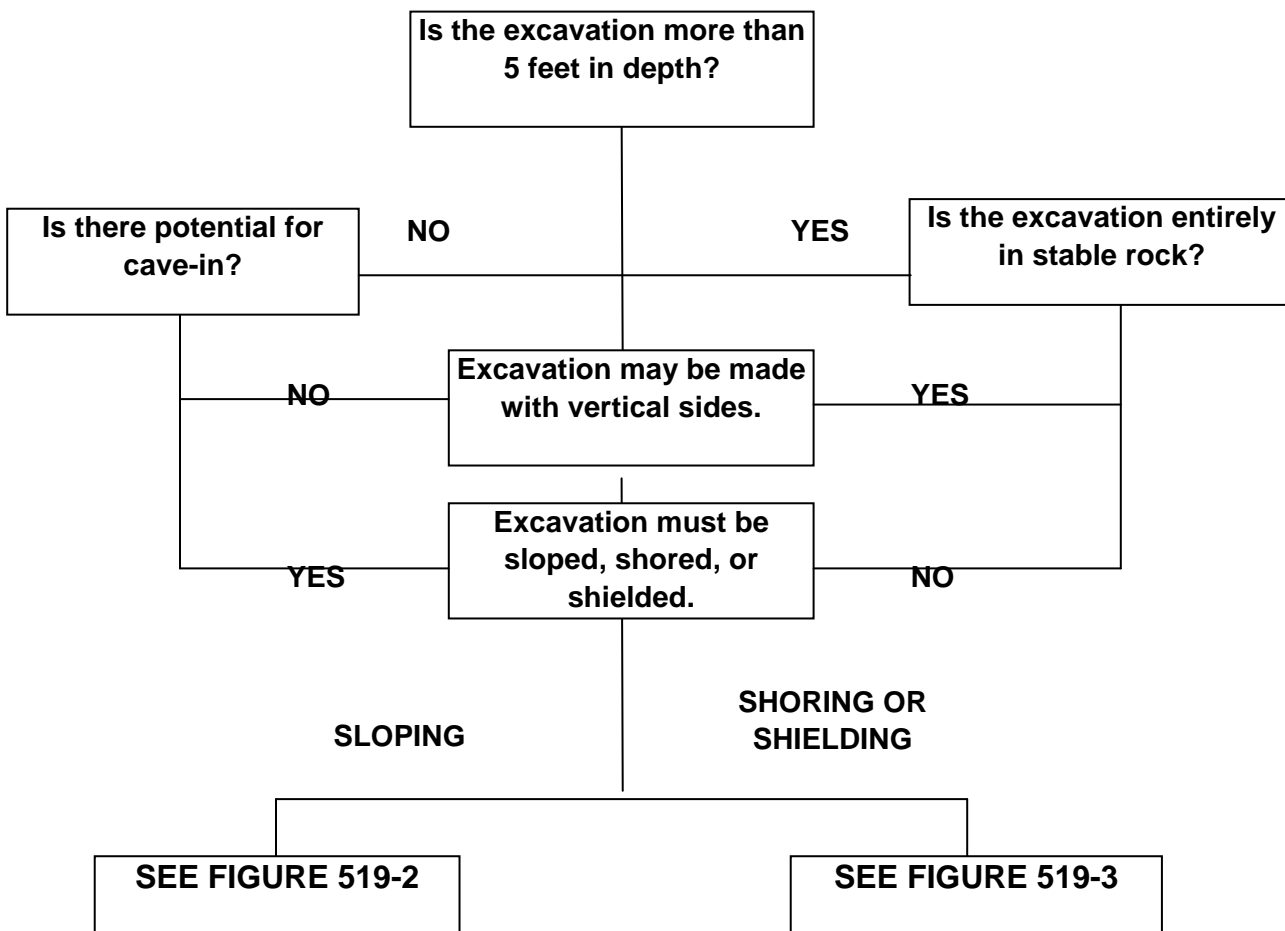 Is the excavation more than
5 feet in depth?
Is there potential for
cave-in?
NO
YES
Is the excavation entirely
in stable rock?
Excavation may be made
with vertical sides.
NO
YES
Excavation must be
sloped, shored, or
shielded.
YES
NO
SLOPING
SHORING OR
SHIELDING
SEE FIGURE 519-2
SEE FIGURE 519-3